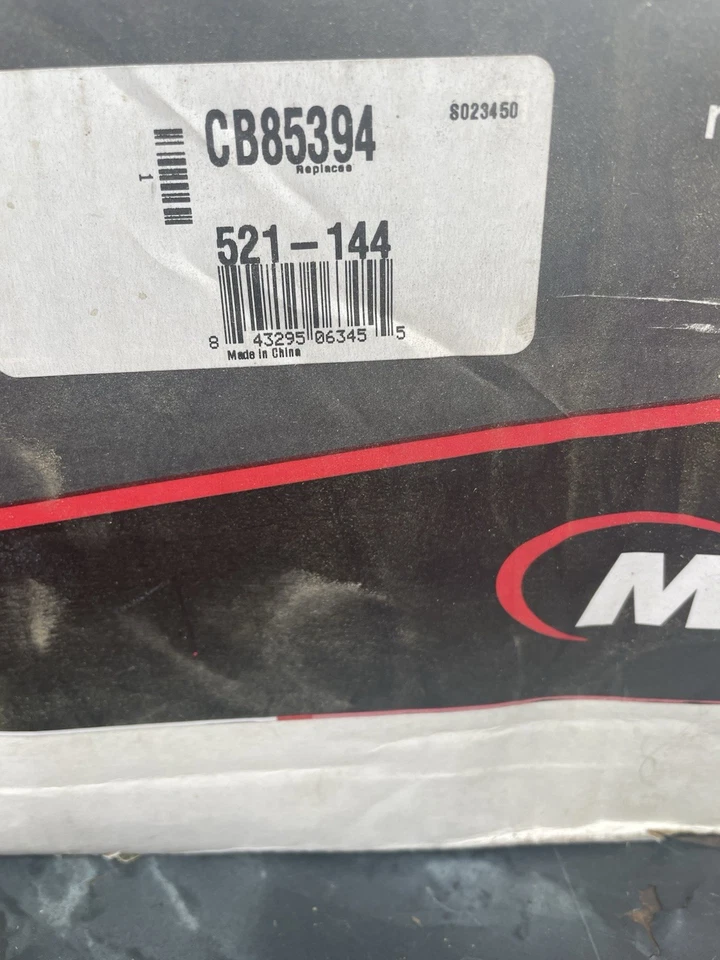 CB85394
S023450
Replaces
1
521-144
8 43295 06345 5
Made in China
M